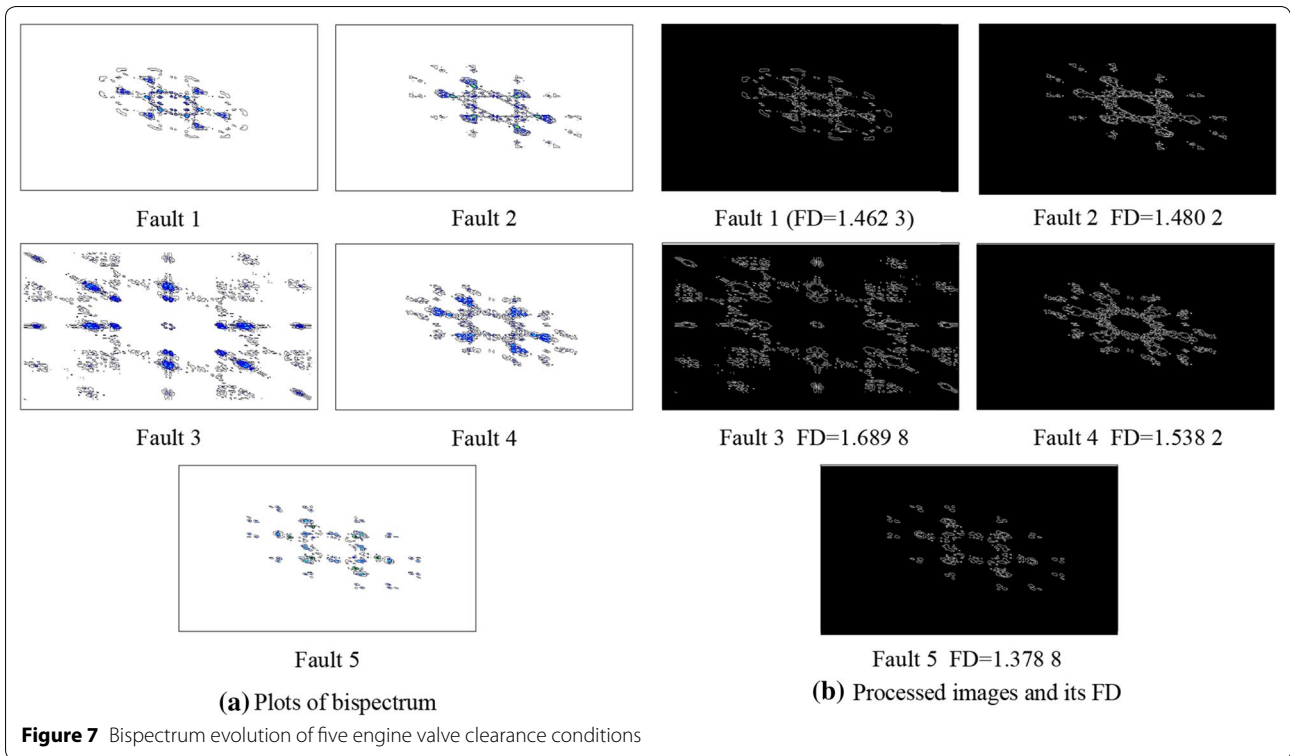 Fault 1
Fault 2
Fault 1 (FD=1.462 3)
Fault 2 FD=1.480 2
Fault 3
Fault 4
Fault 3 FD=1.689 8
Fault 4 FD=1.538 2
Fault 5
Fault 5 FD=1.378 8
(a) Plots of bispectrum
(b) Processed images and its FD
Figure 7 Bispectrum evolution of five engine valve clearance conditions